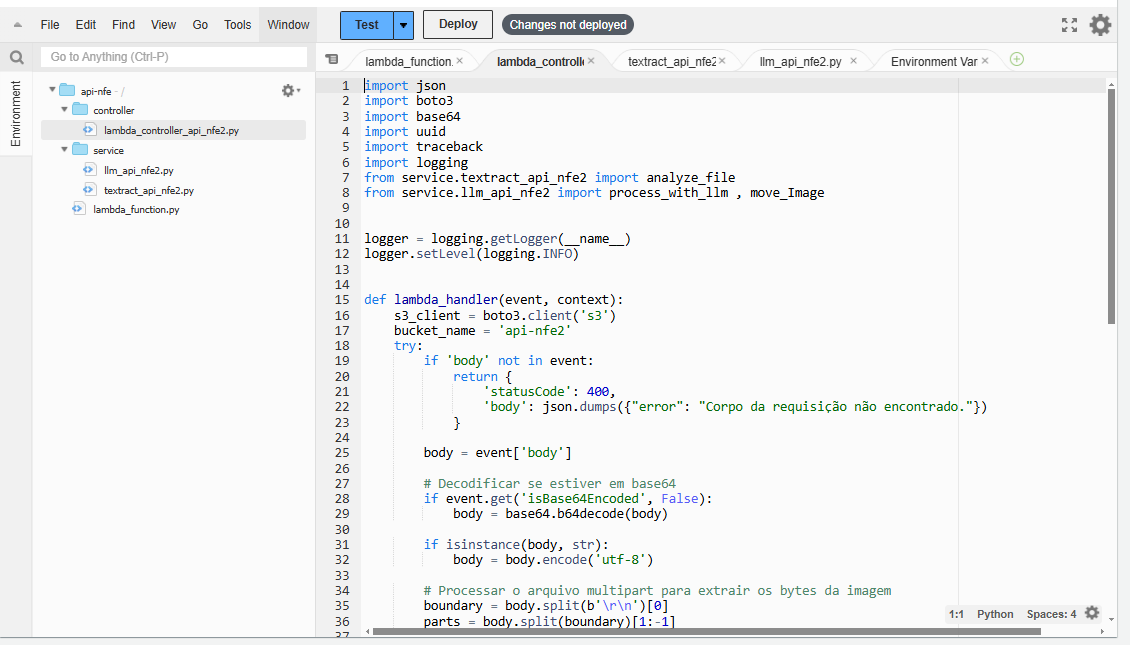 File Edit Find View Go Tools Window Test Deploy Changes not deployed
Go to Anything (Ctrl-P)
lambda_function. lambda_controlle textract_api_nfe2 llm_api_nfe2.py Environment Var
Environment
api-nfe - /
controller
lambda_controller_api_nfe2.py
service
llm_api_nfe2.py
textract_api_nfe2.py
lambda_function.py
1 import json
2 import boto3
3 import base64
4 import uuid
5 import traceback
6 import logging
7 from service.textract_api_nfe2 import analyze_file
8 from service.llm_api_nfe2 import process_with_llm , move_Image
9
10
11 logger = logging.getLogger(__name__)
12 logger.setLevel(logging.INFO)
13
14
15 def lambda_handler(event, context):
16     s3_client = boto3.client('s3')
17     bucket_name = 'api-nfe2'
18     try:
19         if 'body' not in event:
20             return {
21                 'statusCode': 400,
22                 'body': json.dumps({"error": "Corpo da requisição não encontrado."})
23             }
24
25         body = event['body']
26
27         # Decodificar se estiver em base64
28         if event.get('isBase64Encoded', False):
29             body = base64.b64decode(body)
30
31         if isinstance(body, str):
32             body = body.encode('utf-8')
33
34         # Processar o arquivo multipart para extrair os bytes da imagem
35         boundary = body.split(b'\r\n')[0]
36         parts = body.split(boundary)[1:-1]
37
1:1 Python Spaces: 4